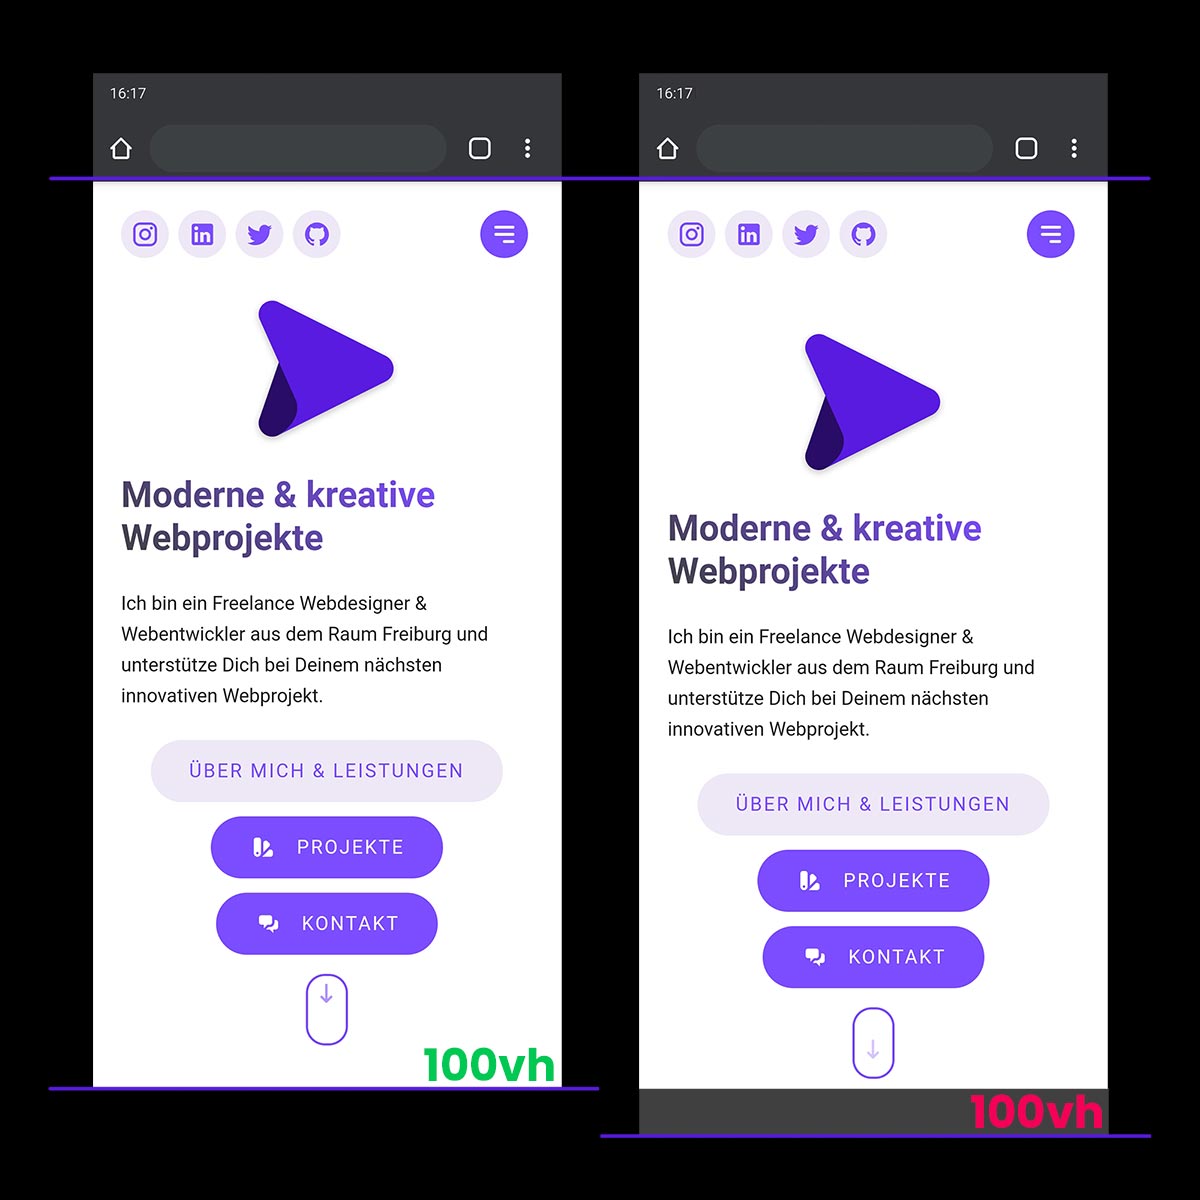 16:17
Moderne & kreative
Webprojekte
Ich bin ein Freelance Webdesigner &
Webentwickler aus dem Raum Freiburg und
unterstütze Dich bei Deinem nächsten
innovativen Webprojekt.
ÜBER MICH & LEISTUNGEN
PROJEKTE
KONTAKT
100vh
16:17
Moderne & kreative
Webprojekte
Ich bin ein Freelance Webdesigner &
Webentwickler aus dem Raum Freiburg und
unterstütze Dich bei Deinem nächsten
innovativen Webprojekt.
ÜBER MICH & LEISTUNGEN
PROJEKTE
KONTAKT
100vh